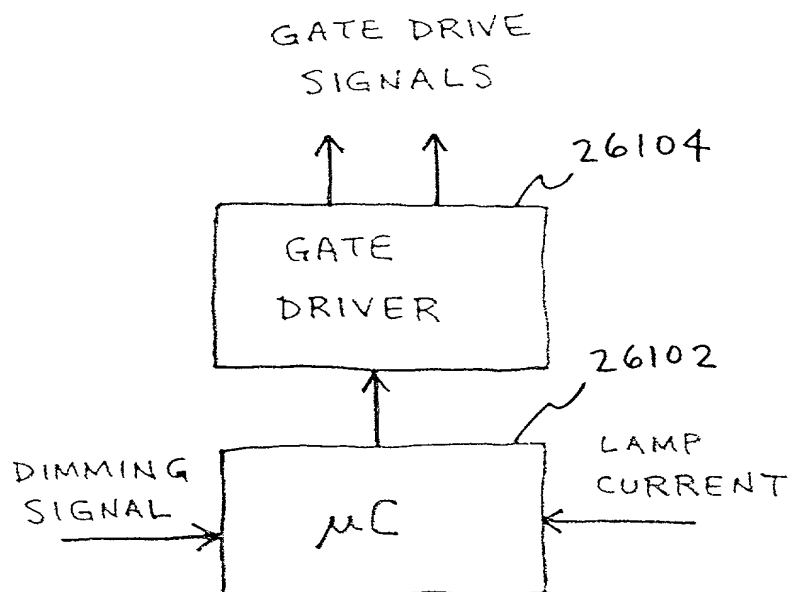 GATE DRIVE
SIGNALS
26104
GATE
DRIVER
26102
DIMMING
SIGNAL
LAMP
CURRENT
μC